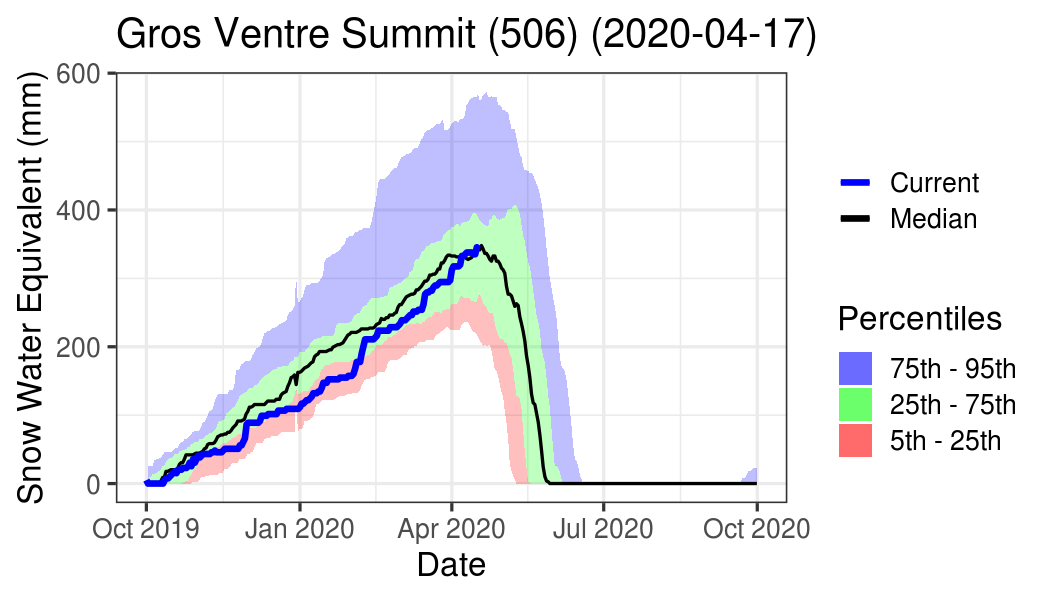 Gros Ventre Summit (506) (2020-04-17)
Snow Water Equivalent (mm)
600
400
200
0
Oct 2019
Jan 2020
Apr 2020
Jul 2020
Oct 2020
Date
Current
Median
Percentiles
75th - 95th
25th - 75th
5th - 25th